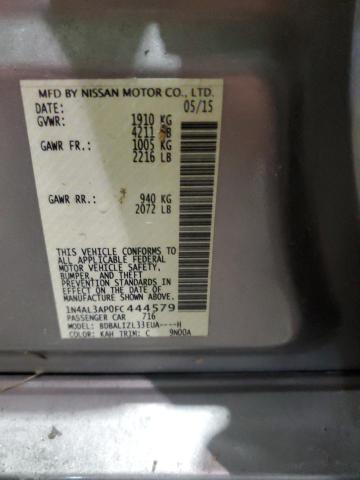 MFD BY NISSAN MOTOR CO., LTD.
DATE: 05/15
GVWR: 1910 KG
4211 LB
GAWR FR.: 1005 KG
2216 LB
GAWR RR.: 940 KG
2072 LB
THIS VEHICLE CONFORMS TO
ALL APPLICABLE FEDERAL
MOTOR VEHICLE SAFETY,
BUMPER, AND THEFT
PREVENTION STANDARDS
IN EFFECT ON THE DATE OF
MANUFACTURE SHOWN ABOVE.
1N4AL3AP0FC444579
PASSENGER CAR 716
MODEL: BDBALIZL33EUA----H
COLOR: KAH TRIM: C 9N00A